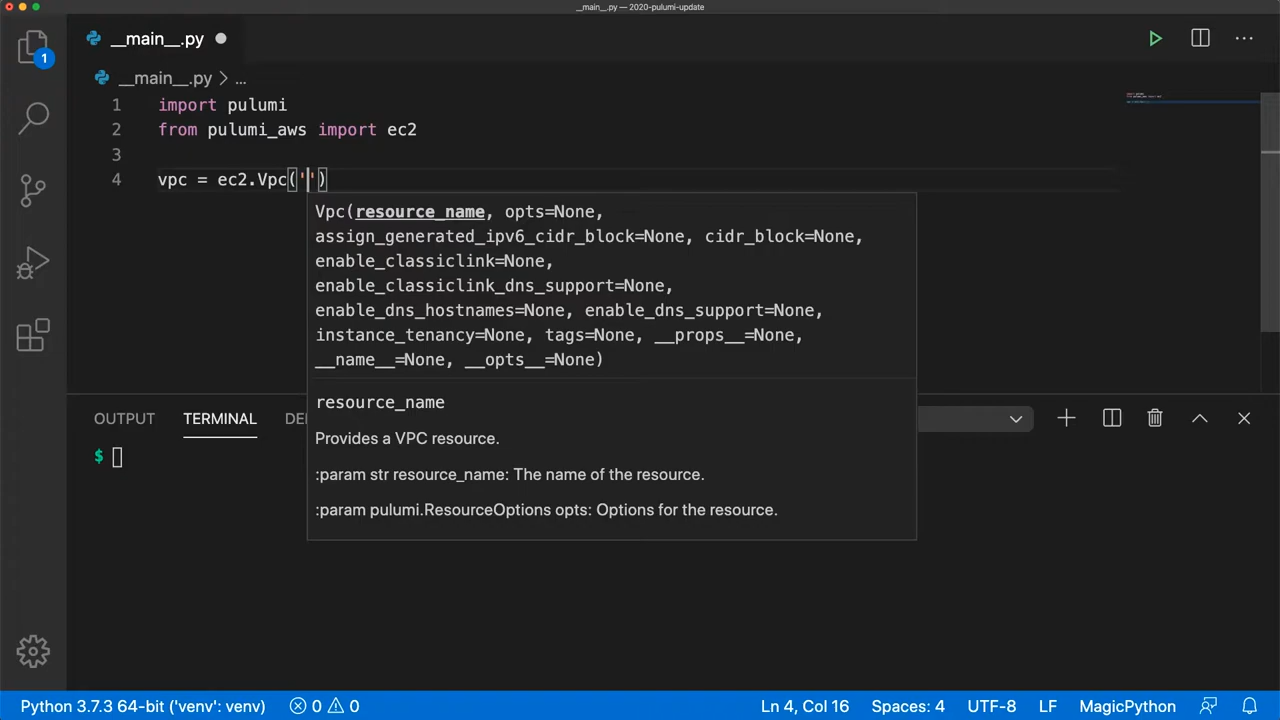 __main__.py — 2020-pulumi-update
1
__main__.py
__main__.py > ...
1 import pulumi
2 from pulumi_aws import ec2
3
4 vpc = ec2.Vpc('')
Vpc(resource_name, opts=None,
assign_generated_ipv6_cidr_block=None, cidr_block=None,
enable_classiclink=None,
enable_classiclink_dns_support=None,
enable_dns_hostnames=None, enable_dns_support=None,
instance_tenancy=None, tags=None, __props__=None,
__name__=None, __opts__=None)
resource_name
Provides a VPC resource.
:param str resource_name: The name of the resource.
:param pulumi.ResourceOptions opts: Options for the resource.
OUTPUT TERMINAL DE
$
Python 3.7.3 64-bit ('venv': venv) 0 0 Ln 4, Col 16 Spaces: 4 UTF-8 LF MagicPython